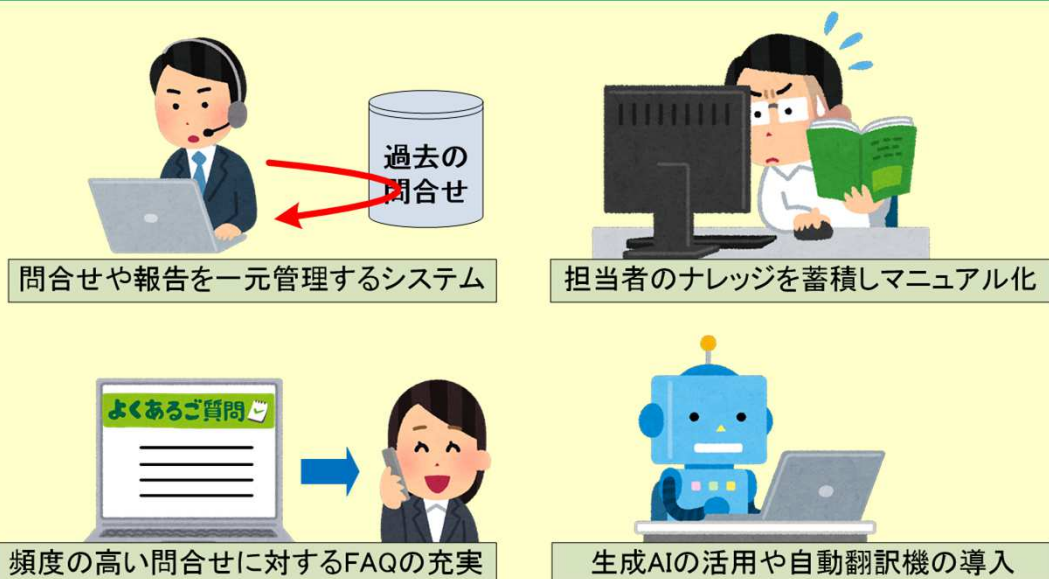 過去の
問合せ
問合せや報告を一元管理するシステム
担当者のナレッジを蓄積しマニュアル化
よくあるご質問
頻度の高い問合せに対するFAQの充実
生成AIの活用や自動翻訳機の導入